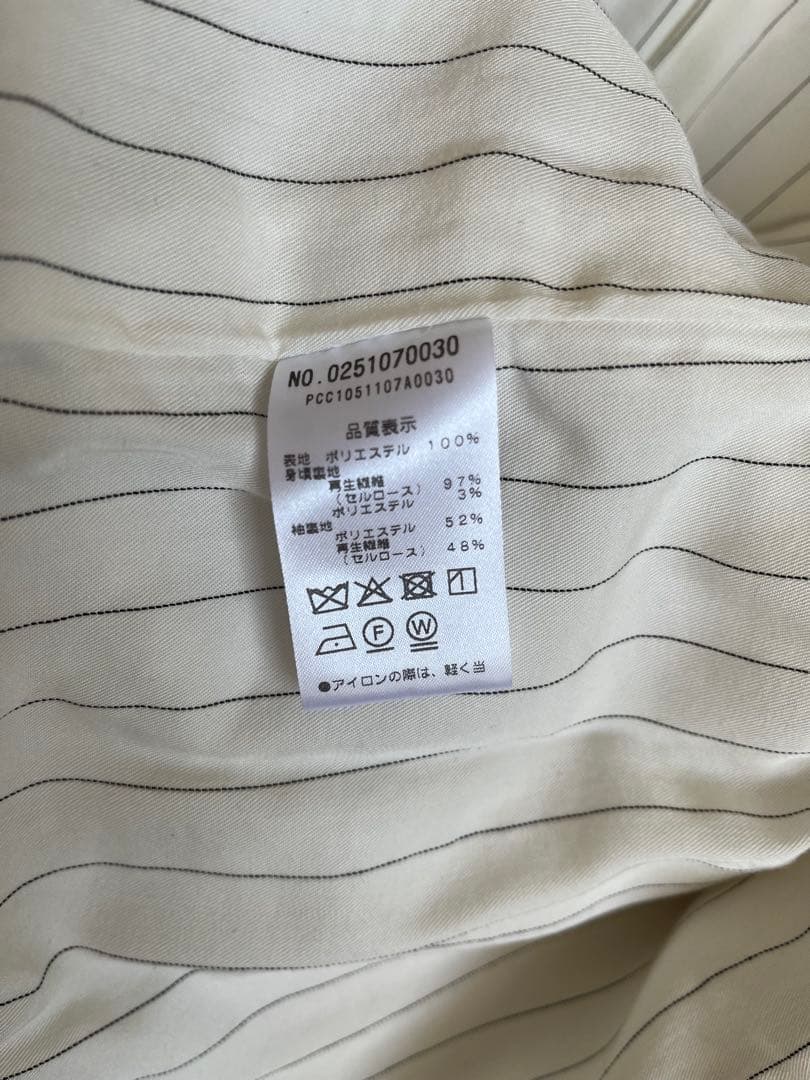 NO.0251070030
PCC1051107A0030
品質表示
表地 ポリエステル 100%
身頃裏地
再生繊維 97%
(セルロース)
ポリエステル 3%
袖裏地
ポリエステル 52%
再生繊維
(セルロース) 48%
F W
●アイロンの際は、軽く当